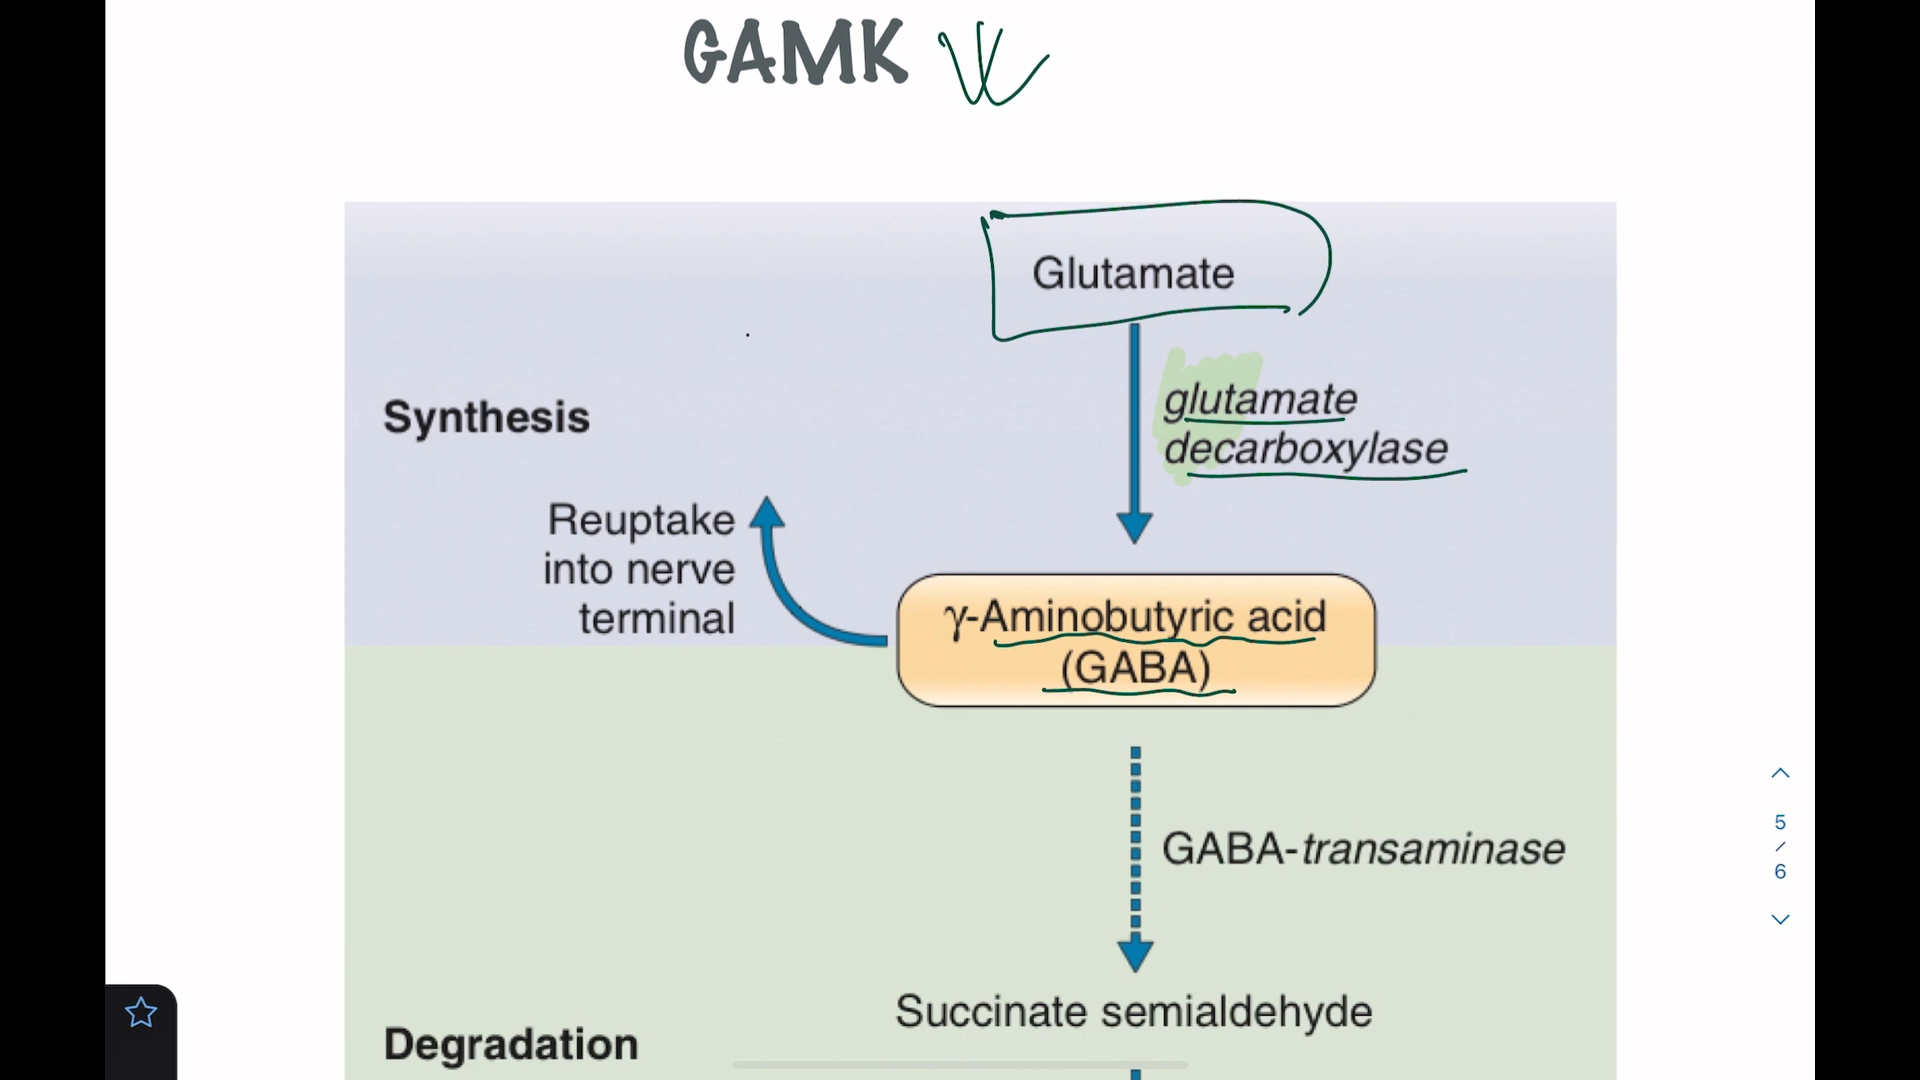 GAMK
Glutamate
glutamate
decarboxylase
Synthesis
Reuptake
into nerve
terminal
γ-Aminobutyric acid
(GABA)
GABA-transaminase
Succinate semialdehyde
Degradation
5
/
6